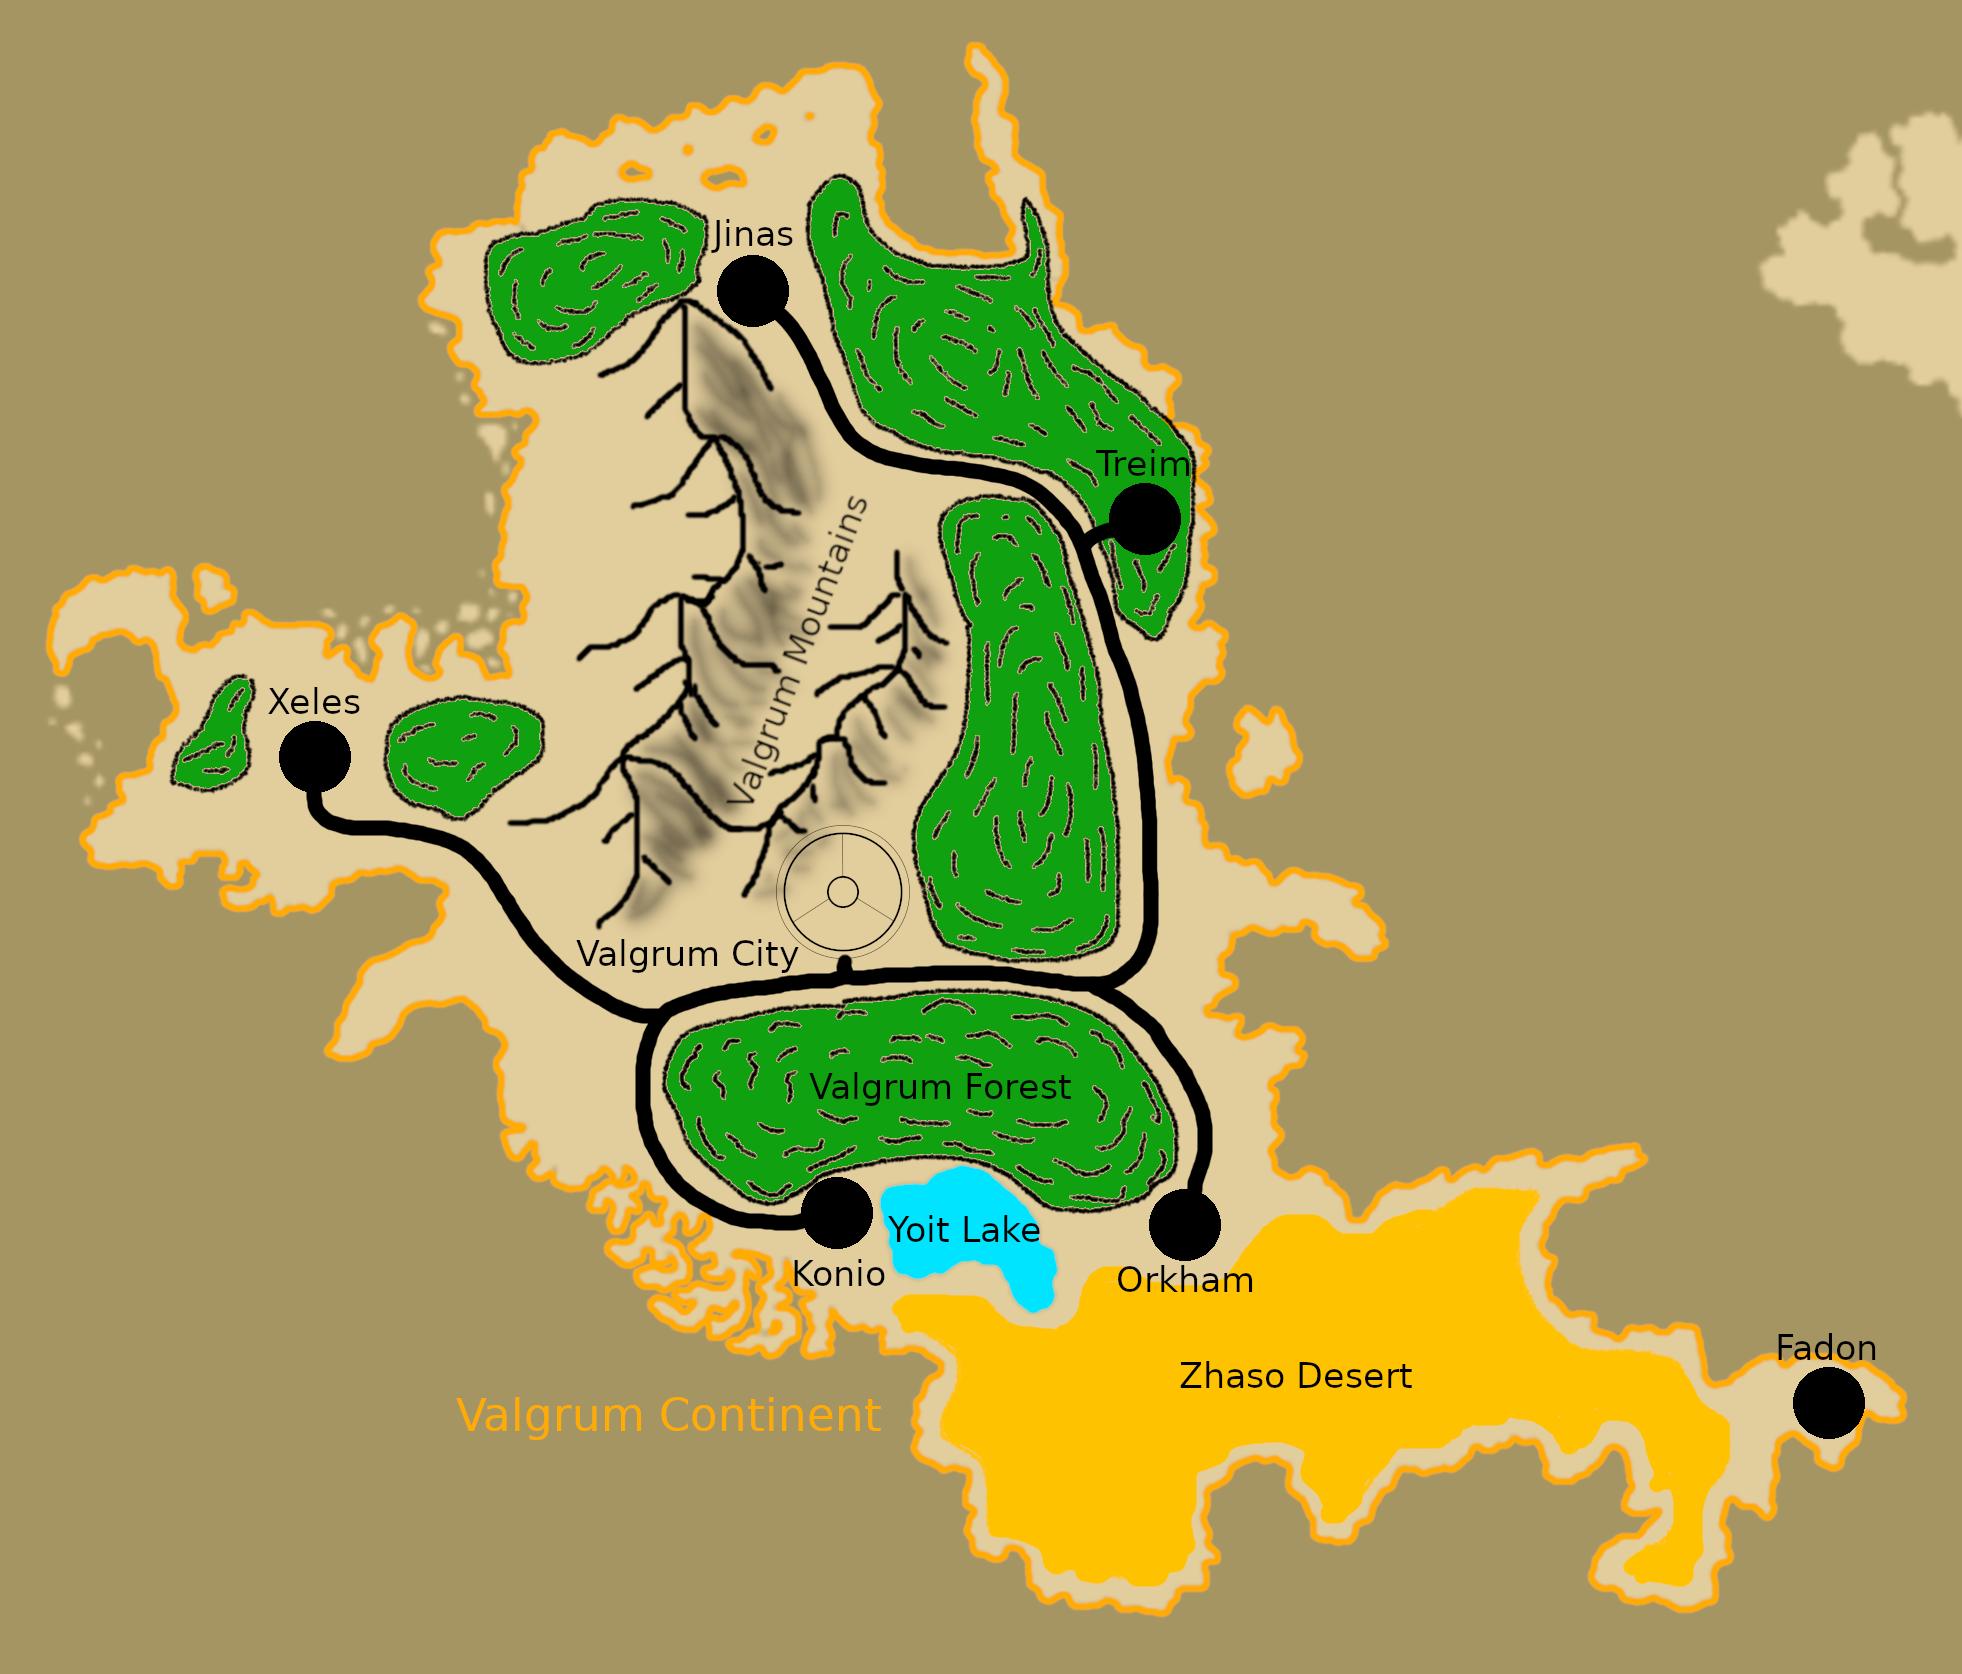 Jinas
Treim
Valgrum Mountains
Xeles
Valgrum City
Valgrum Forest
Yoit Lake
Konio
Orkham
Fadon
Zhaso Desert
Valgrum Continent